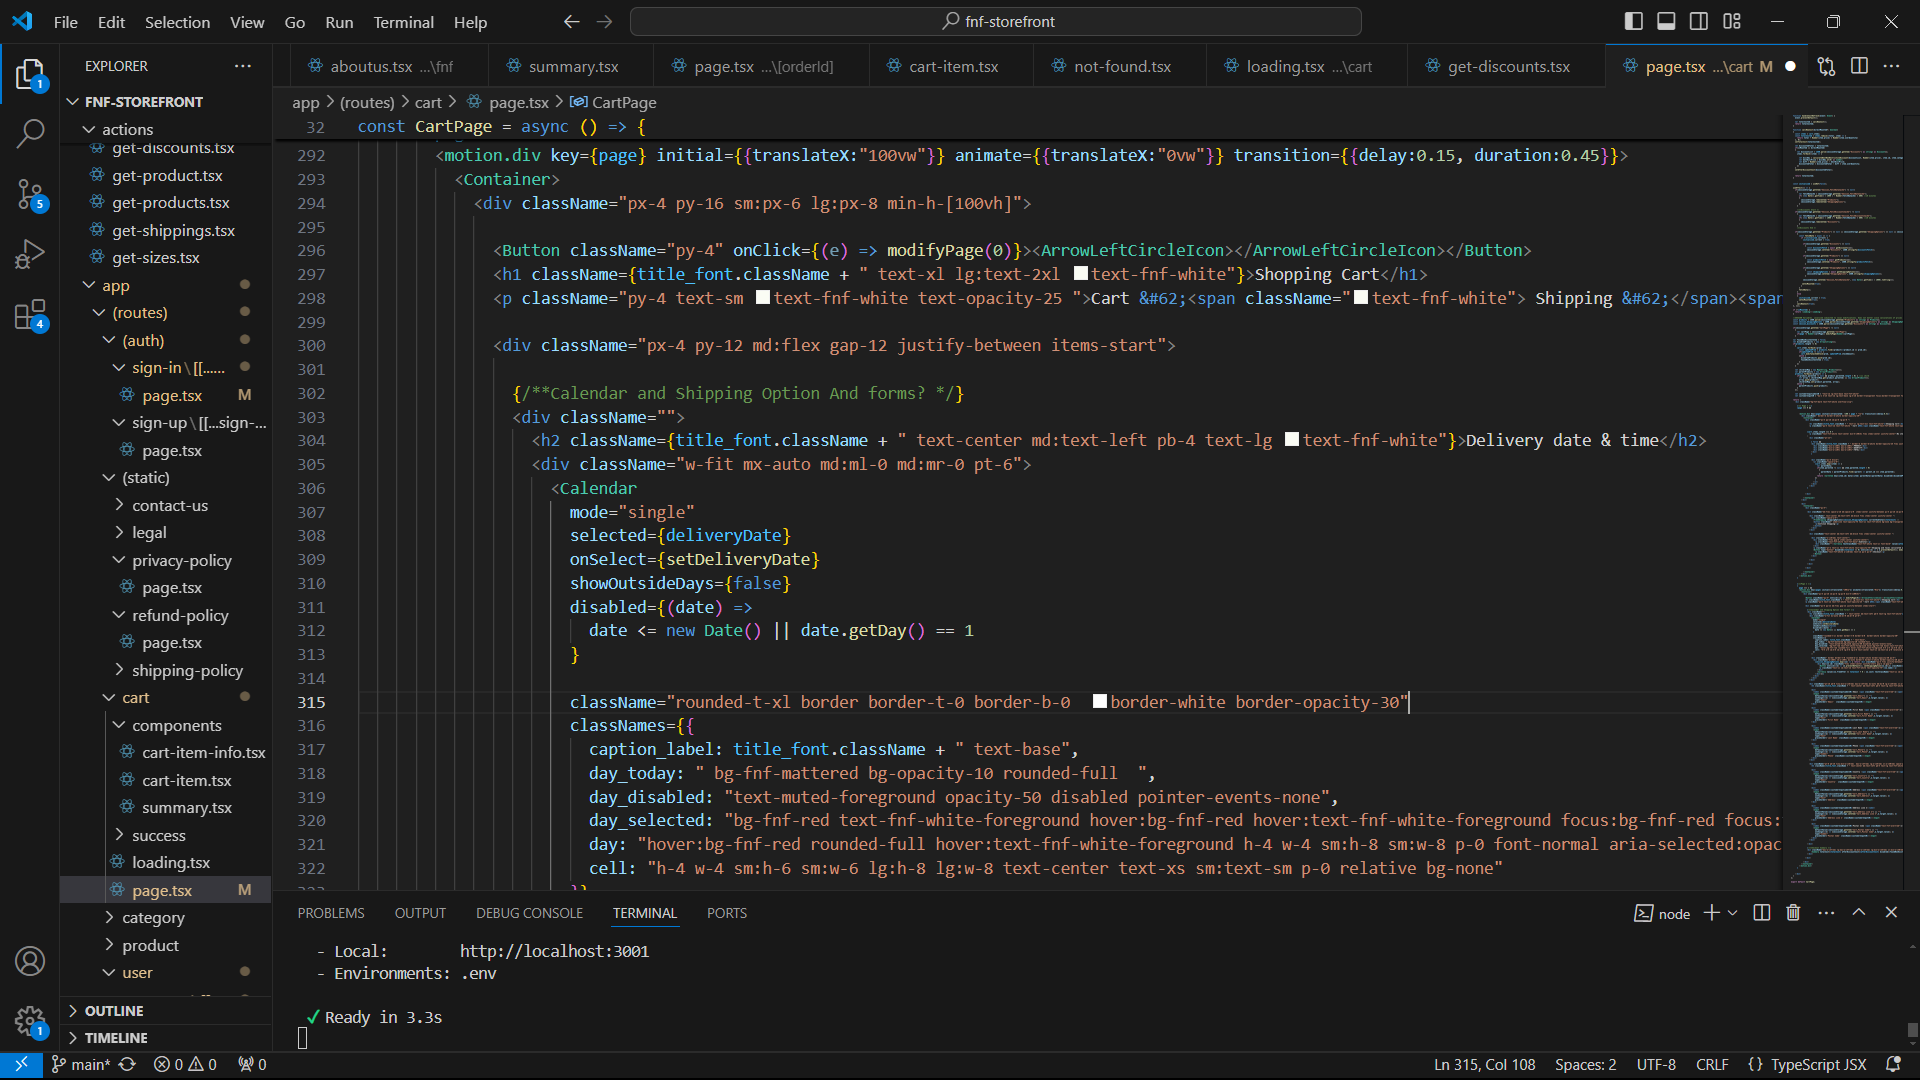 File Edit Selection View Go Run Terminal Help
fnf-storefront
EXPLORER
aboutus.tsx ...\fnf
summary.tsx
page.tsx ...\[orderId]
cart-item.tsx
not-found.tsx
loading.tsx ...\cart
get-discounts.tsx
page.tsx ...\cart M
FNF-STOREFRONT
actions
get-discounts.tsx
get-product.tsx
get-products.tsx
get-shippings.tsx
get-sizes.tsx
app
(routes)
(auth)
sign-in\[[......
page.tsx M
sign-up\[[...sign-...
page.tsx
(static)
contact-us
legal
privacy-policy
page.tsx
refund-policy
page.tsx
shipping-policy
cart
components
cart-item-info.tsx
cart-item.tsx
summary.tsx
success
loading.tsx
page.tsx M
category
product
user
OUTLINE
TIMELINE
1
5
4
1
app > (routes) > cart > page.tsx > CartPage
32 const CartPage = async () => {
292 <motion.div key={page} initial={{translateX:"100vw"}} animate={{translateX:"0vw"}} transition={{delay:0.15, duration:0.45}}>
293 <Container>
294 <div className="px-4 py-16 sm:px-6 lg:px-8 min-h-[100vh]">
295
296 <Button className="py-4" onClick={(e) => modifyPage(0)}><ArrowLeftCircleIcon></ArrowLeftCircleIcon></Button>
297 <h1 className={title_font.className + " text-xl lg:text-2xl text-fnf-white"}>Shopping Cart</h1>
298 <p className="py-4 text-sm text-fnf-white text-opacity-25 ">Cart &#62;<span className="text-fnf-white"> Shipping &#62;</span><span
299
300 <div className="px-4 py-12 md:flex gap-12 justify-between items-start">
301
302 {/**Calendar and Shipping Option And forms? */}
303 <div className="">
304 <h2 className={title_font.className + " text-center md:text-left pb-4 text-lg text-fnf-white"}>Delivery date & time</h2>
305 <div className="w-fit mx-auto md:ml-0 md:mr-0 pt-6">
306 <Calendar
307 mode="single"
308 selected={deliveryDate}
309 onSelect={setDeliveryDate}
310 showOutsideDays={false}
311 disabled={(date) =>
312 date <= new Date() || date.getDay() == 1
313 }
314
315 className="rounded-t-xl border border-t-0 border-b-0 border-white border-opacity-30"
316 classNames={{
317 caption_label: title_font.className + " text-base",
318 day_today: " bg-fnf-mattered bg-opacity-10 rounded-full ",
319 day_disabled: "text-muted-foreground opacity-50 disabled pointer-events-none",
320 day_selected: "bg-fnf-red text-fnf-white-foreground hover:bg-fnf-red hover:text-fnf-white-foreground focus:bg-fnf-red focus:
321 day: "hover:bg-fnf-red rounded-full hover:text-fnf-white-foreground h-4 w-4 sm:h-8 sm:w-8 p-0 font-normal aria-selected:opac
322 cell: "h-4 w-4 sm:h-6 sm:w-6 lg:h-8 lg:w-8 text-center text-xs sm:text-sm p-0 relative bg-none"
PROBLEMS OUTPUT DEBUG CONSOLE TERMINAL PORTS
node
- Local: http://localhost:3001
- Environments: .env
✓ Ready in 3.3s
main* 0 0 0
Ln 315, Col 108 Spaces: 2 UTF-8 CRLF {} TypeScript JSX